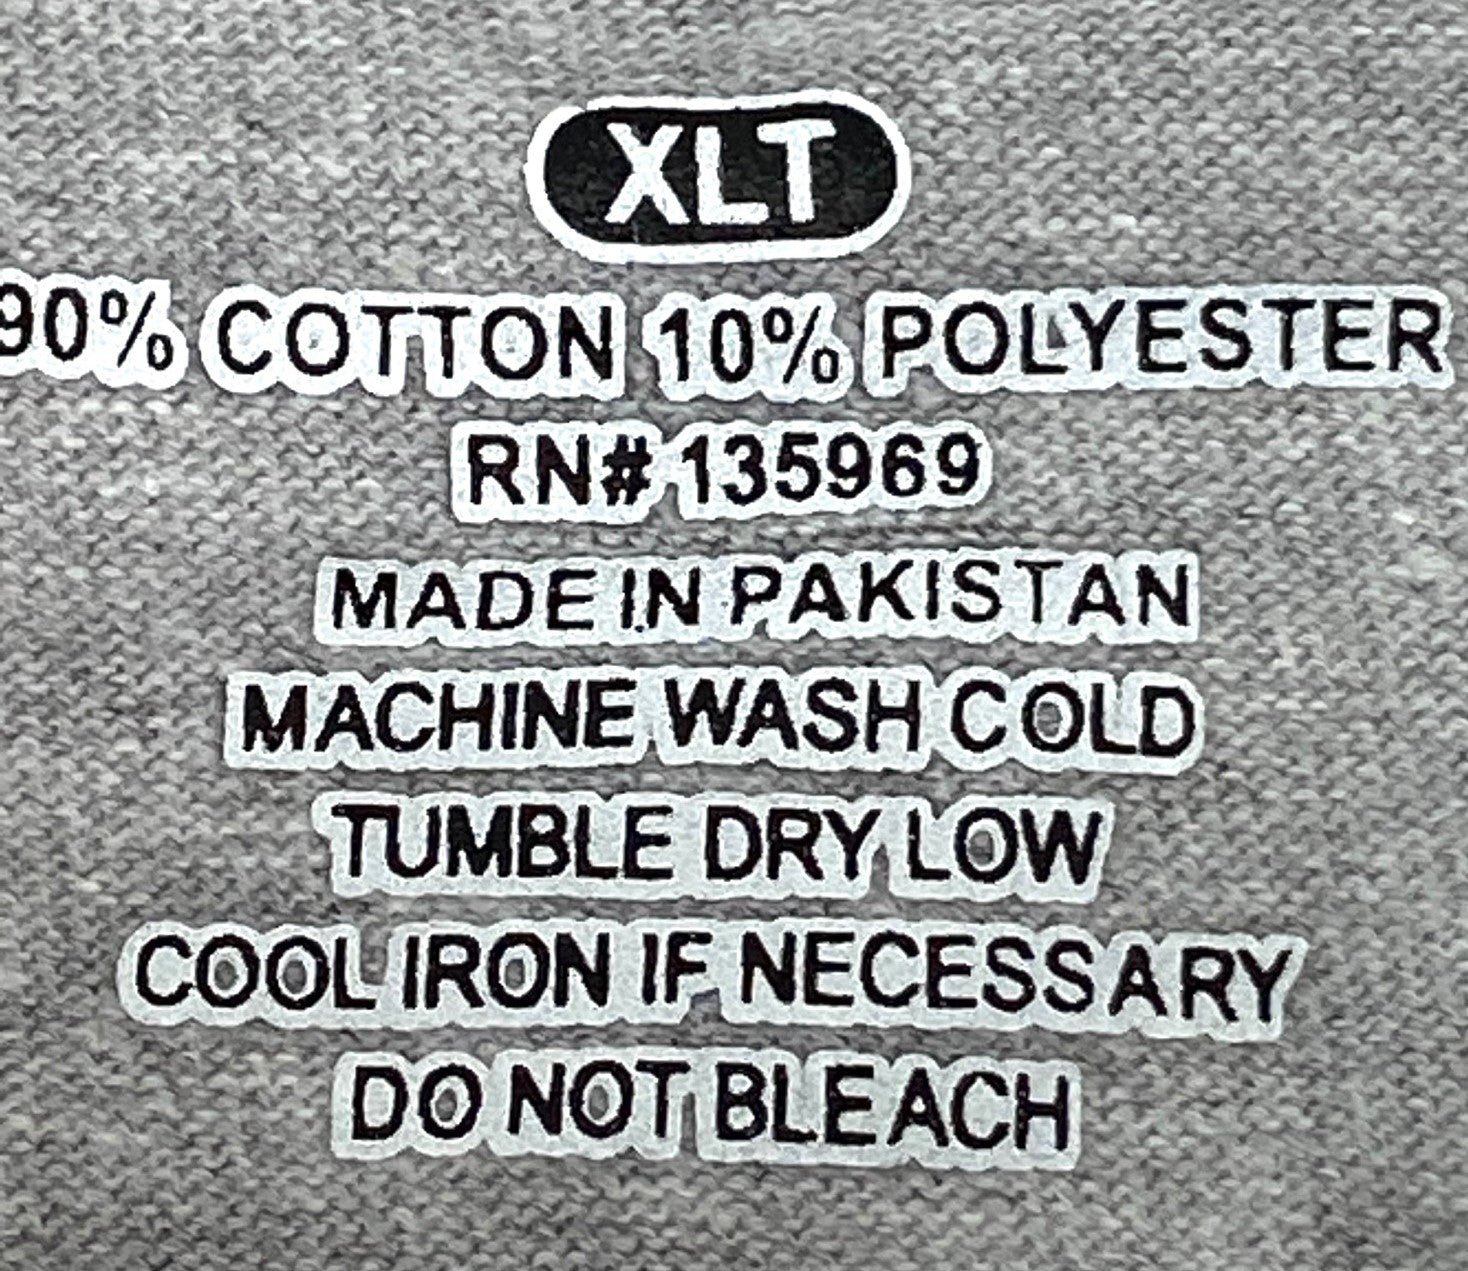 XLT
90% COTTON 10% POLYESTER
RN# 135969
MADE IN PAKISTAN
MACHINE WASH COLD
TUMBLE DRY LOW
COOL IRON IF NECESSARY
DO NOT BLEACH